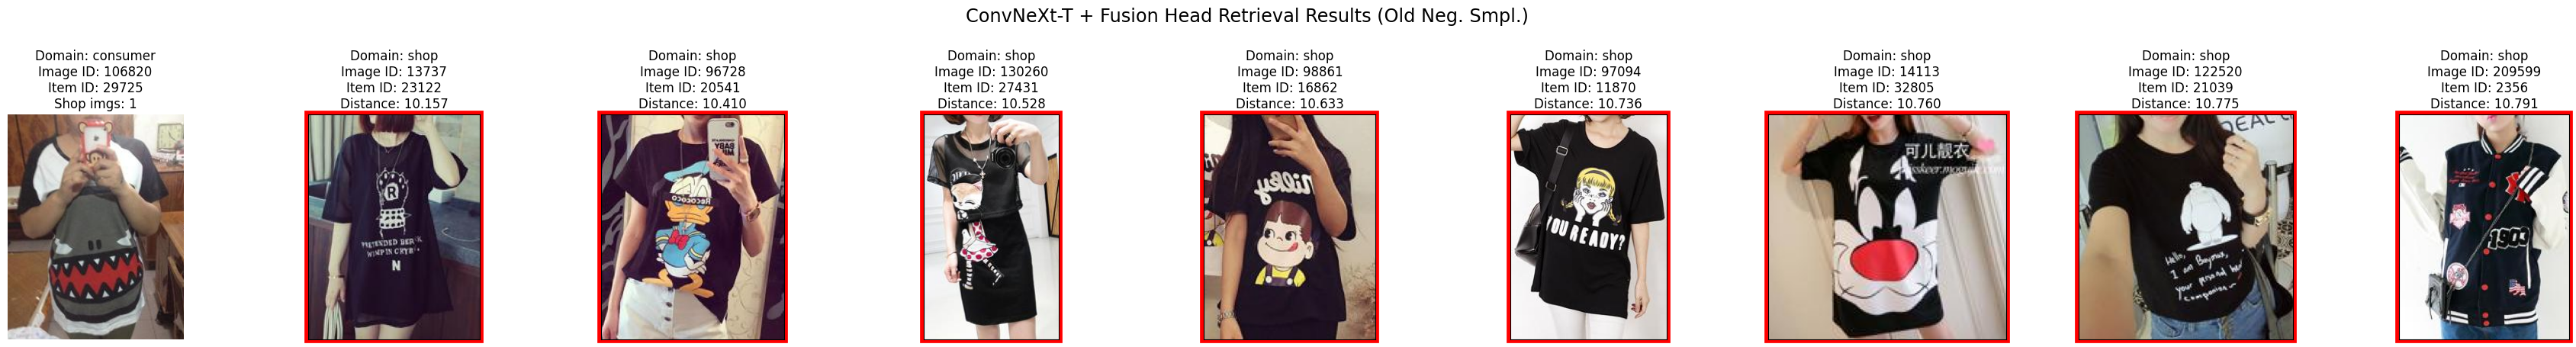 ConvNeXt-T + Fusion Head Retrieval Results (Old Neg. Smpl.)
Domain: consumer
Image ID: 106820
Item ID: 29725
Shop imgs: 1
Domain: shop
Image ID: 13737
Item ID: 23122
Distance: 10.157
R
PRETENDED BER
N
Domain: shop
Image ID: 96728
Item ID: 20541
Distance: 10.410
BABY
MILK
Recococo
Domain: shop
Image ID: 130260
Item ID: 27431
Distance: 10.528
Domain: shop
Image ID: 98861
Item ID: 16862
Distance: 10.633
milky
Domain: shop
Image ID: 97094
Item ID: 11870
Distance: 10.736
YOU READY?
Domain: shop
Image ID: 14113
Item ID: 32805
Distance: 10.760
可儿靓衣
Domain: shop
Image ID: 122520
Item ID: 21039
Distance: 10.775
Hello,
I am Baymax,
your personal
companion
Domain: shop
Image ID: 209599
Item ID: 2356
Distance: 10.791
1903